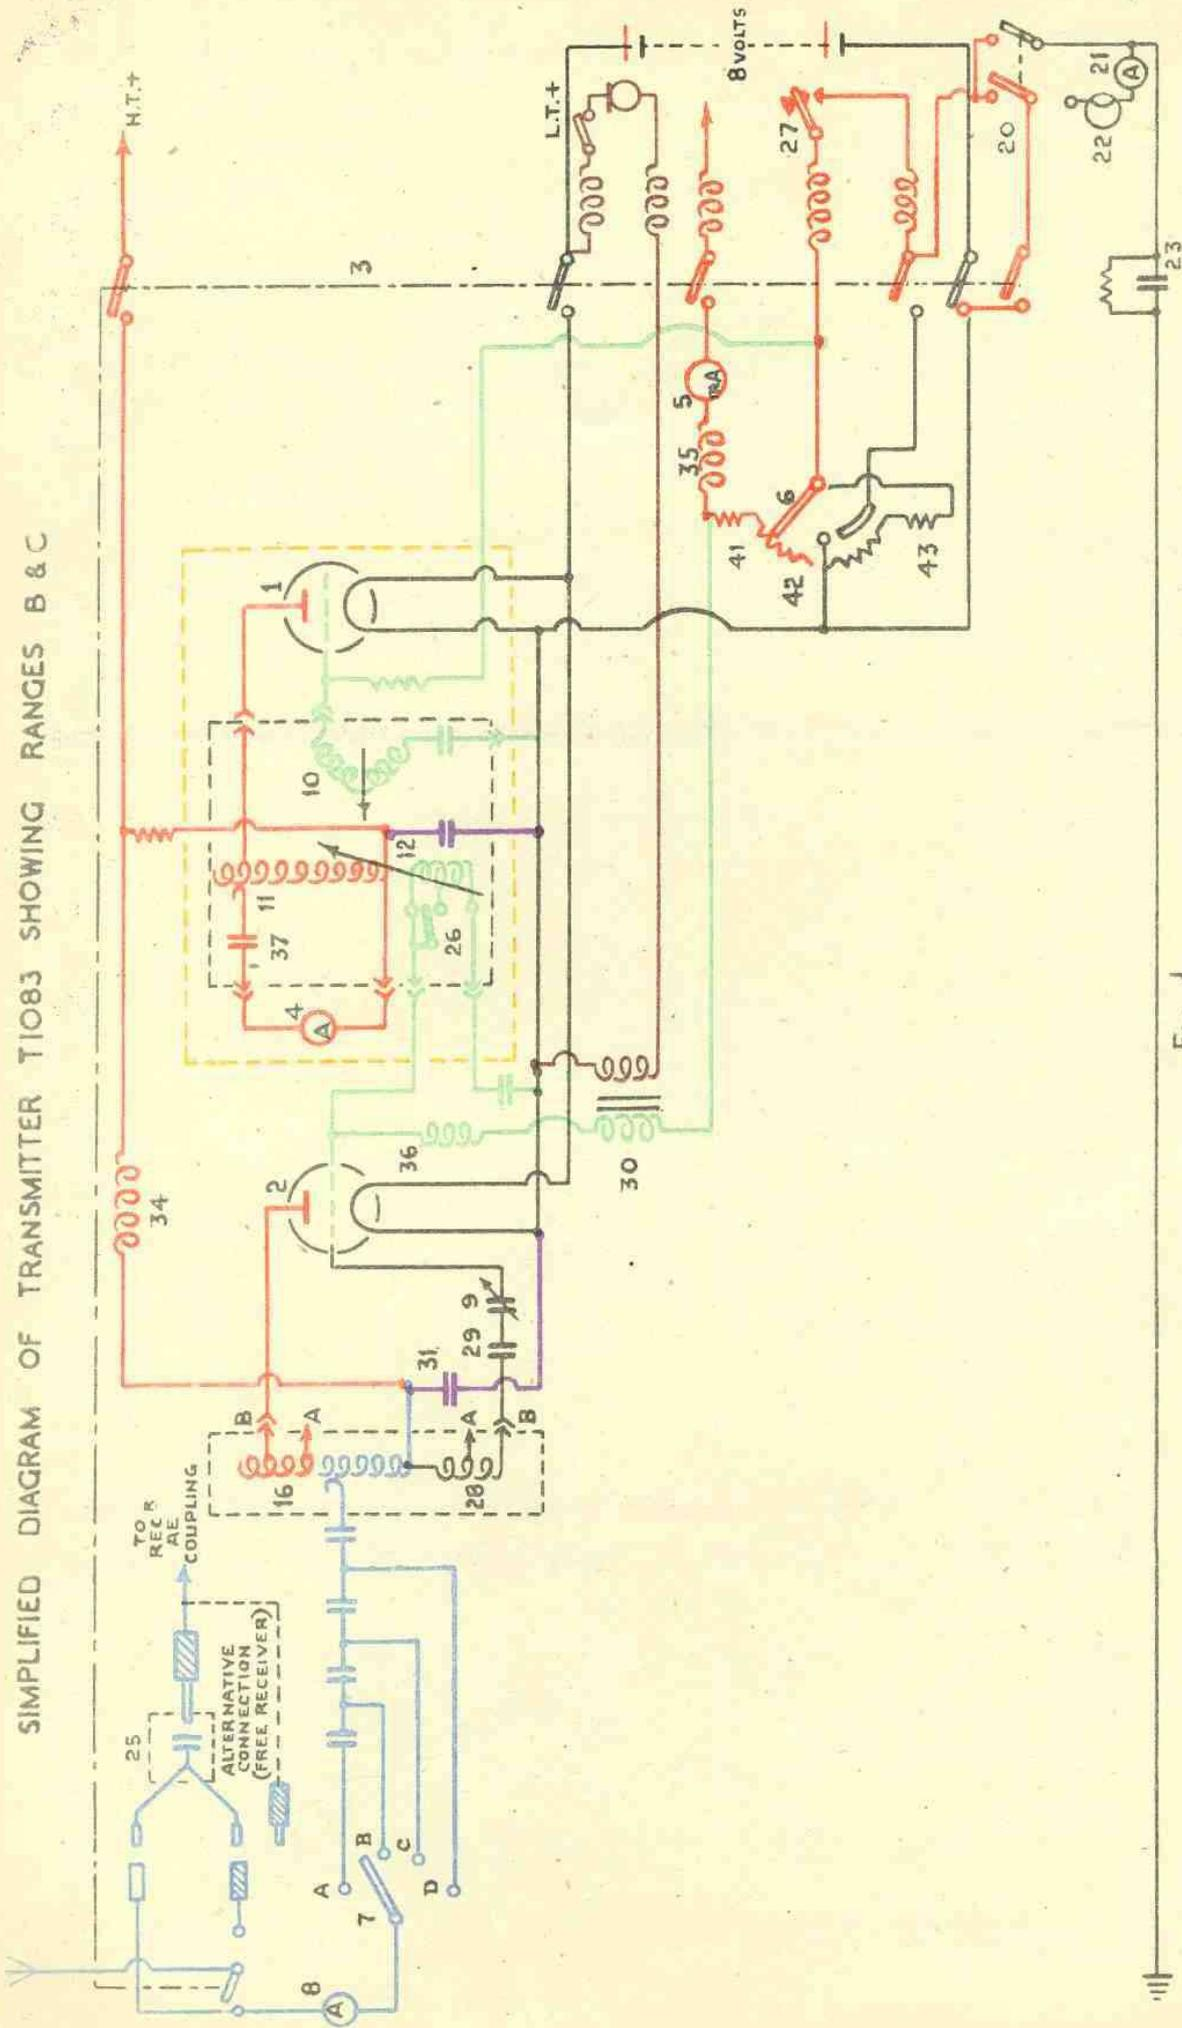 SIMPLIFIED DIAGRAM OF TRANSMITTER T1083 SHOWING RANGES B & C
H.T.+
3
34
25
TO
REC^R
AE
COUPLING
ALTERNATIVE
CONNECTION
(FREE RECEIVER)
8
A
7
A
B
C
D
16
B
A
28
A
B
31
29
9
2
36
30
4
A
37
11
26
12
10
1
L.T.+
8 VOLTS
5
MA
35
41
6
42
43
27
20
21
A
22
23